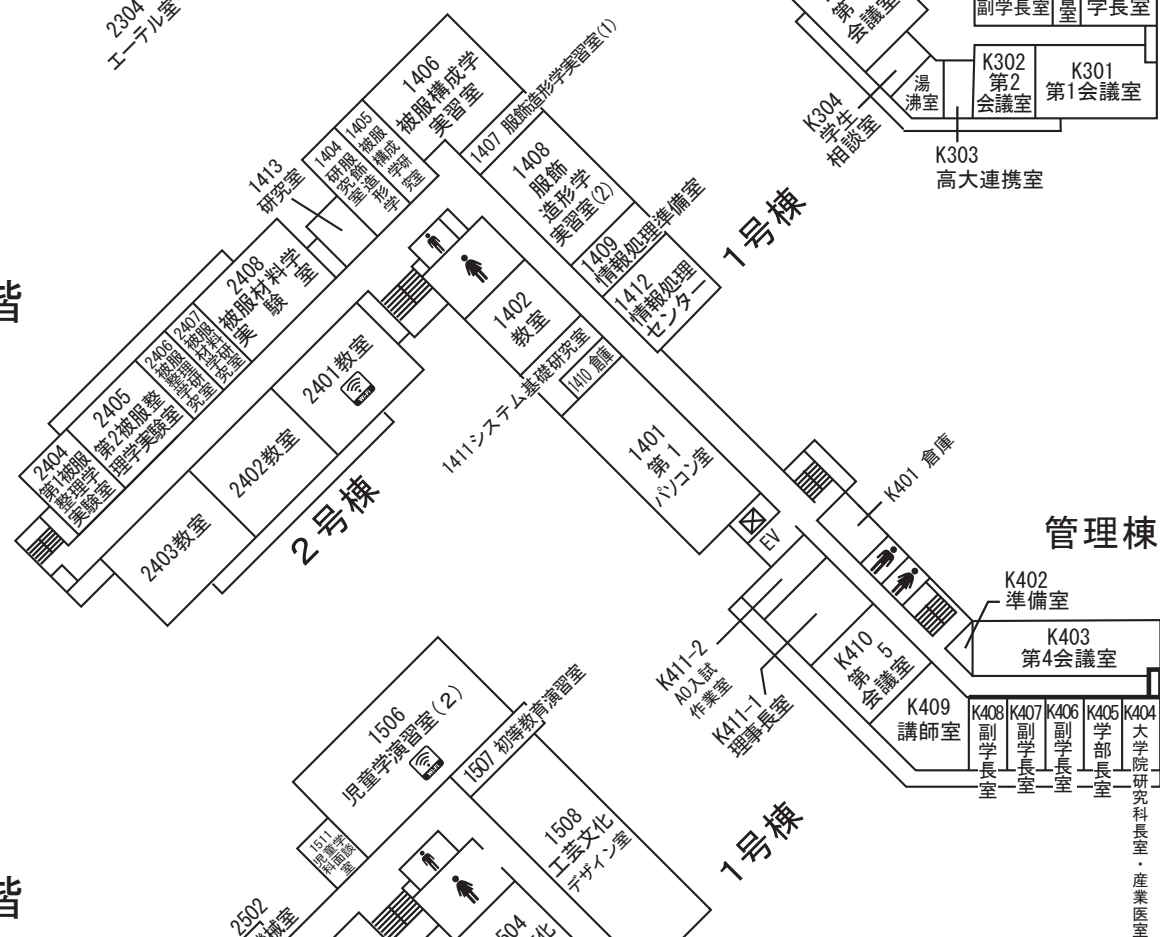 2304
エーテル室
会議室
副学長室
学長室
湯
沸室
K302
第2
会議室
K301
第1会議室
K304
学生
相談室
K303
高大連携室
階
1406
被服構成学
実習室
1405
被服構成学研究室
1404
服飾造形学
研究室
1413
研究室
1407 服飾造形学実習室(1)
1408
服飾
造形学
実習室(2)
1409
情報処理準備室
1412
情報処理
センター
1号棟
2408
被服材料学
実験室
2407
被服材料学研究室
2406
被服整理学研究室
2405
第2被服整
理学実験室
2404
第1被服
整理学
実験室
2401教室
Wi-Fi
2402教室
2403教室
2号棟
1402
教室
1411システム基礎研究室
1410 倉庫
1401
第1
パソコン室
EV
K401 倉庫
管理棟
K402
準備室
K403
第4会議室
K411-2
AO入試
作業室
K411-1
理事長室
K410
第5
会議室
K409
講師室
K408
副学長室
K407
副学長室
K406
副学長室
K405
学部長室
K404
大学院研究科長室・産業医室
1506
児童学演習室(2)
Wi-Fi
1507 初等教育演習室
1511
児童学
科面談
室
1508
工芸文化
デザイン室
1号棟
階
2502
機械室
504
化